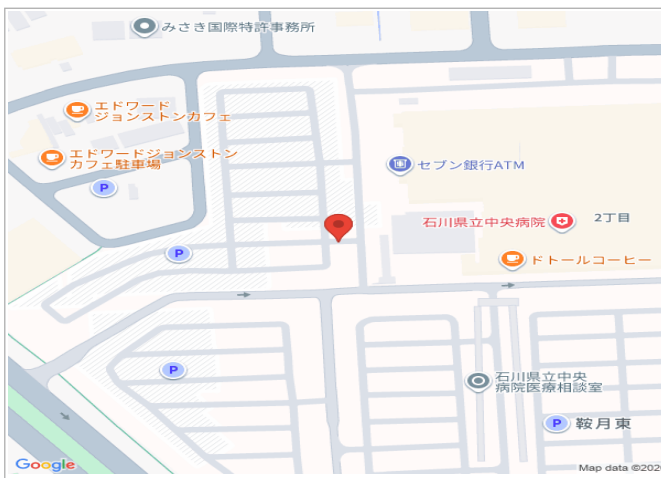 みさき国際特許事務所
エドワード
ジョンストンカフェ
エドワードジョンストン
カフェ駐車場
P
セブン銀行ATM
石川県立中央病院
2丁目
P
ドトールコーヒー
P
石川県立中央
病院医療相談室
P 鞍月東
Google
Map data ©2026